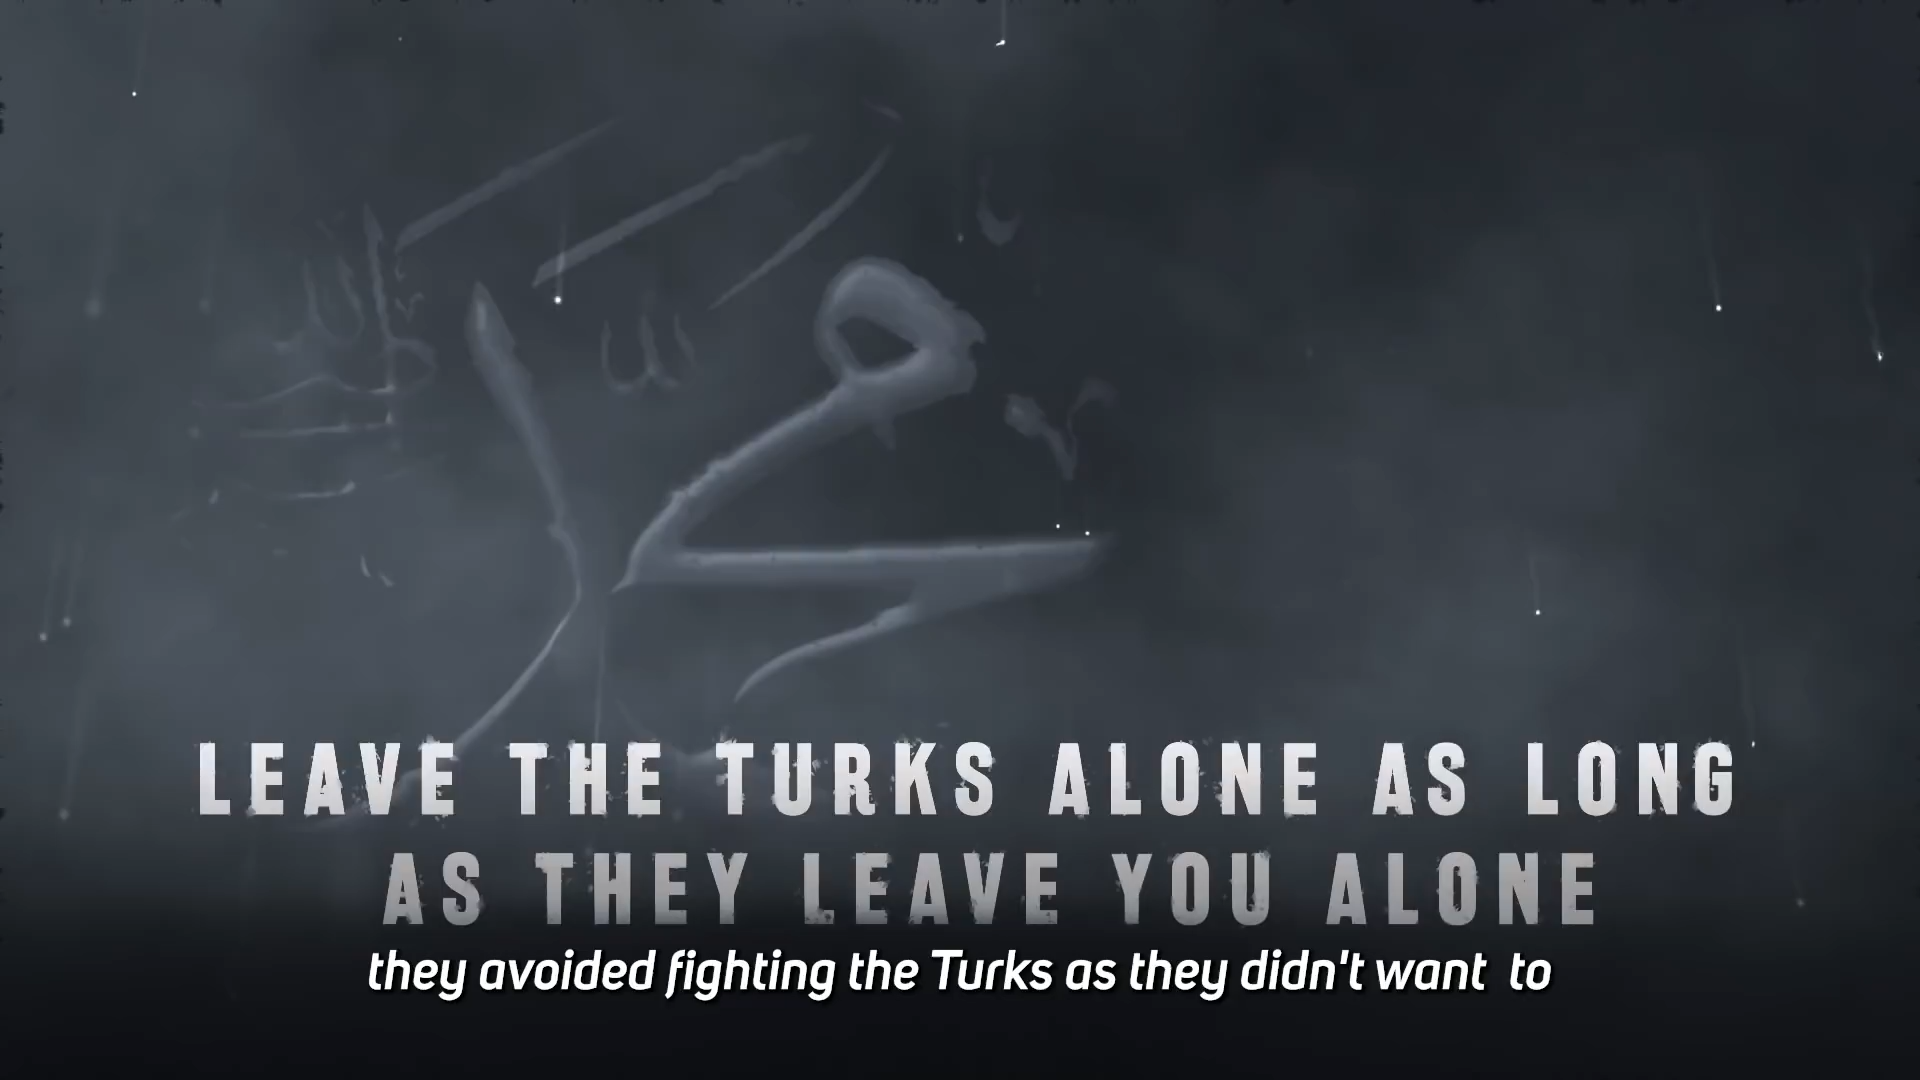 LEAVE THE TURKS ALONE AS LONG
AS THEY LEAVE YOU ALONE
they avoided fighting the Turks as they didn't want to